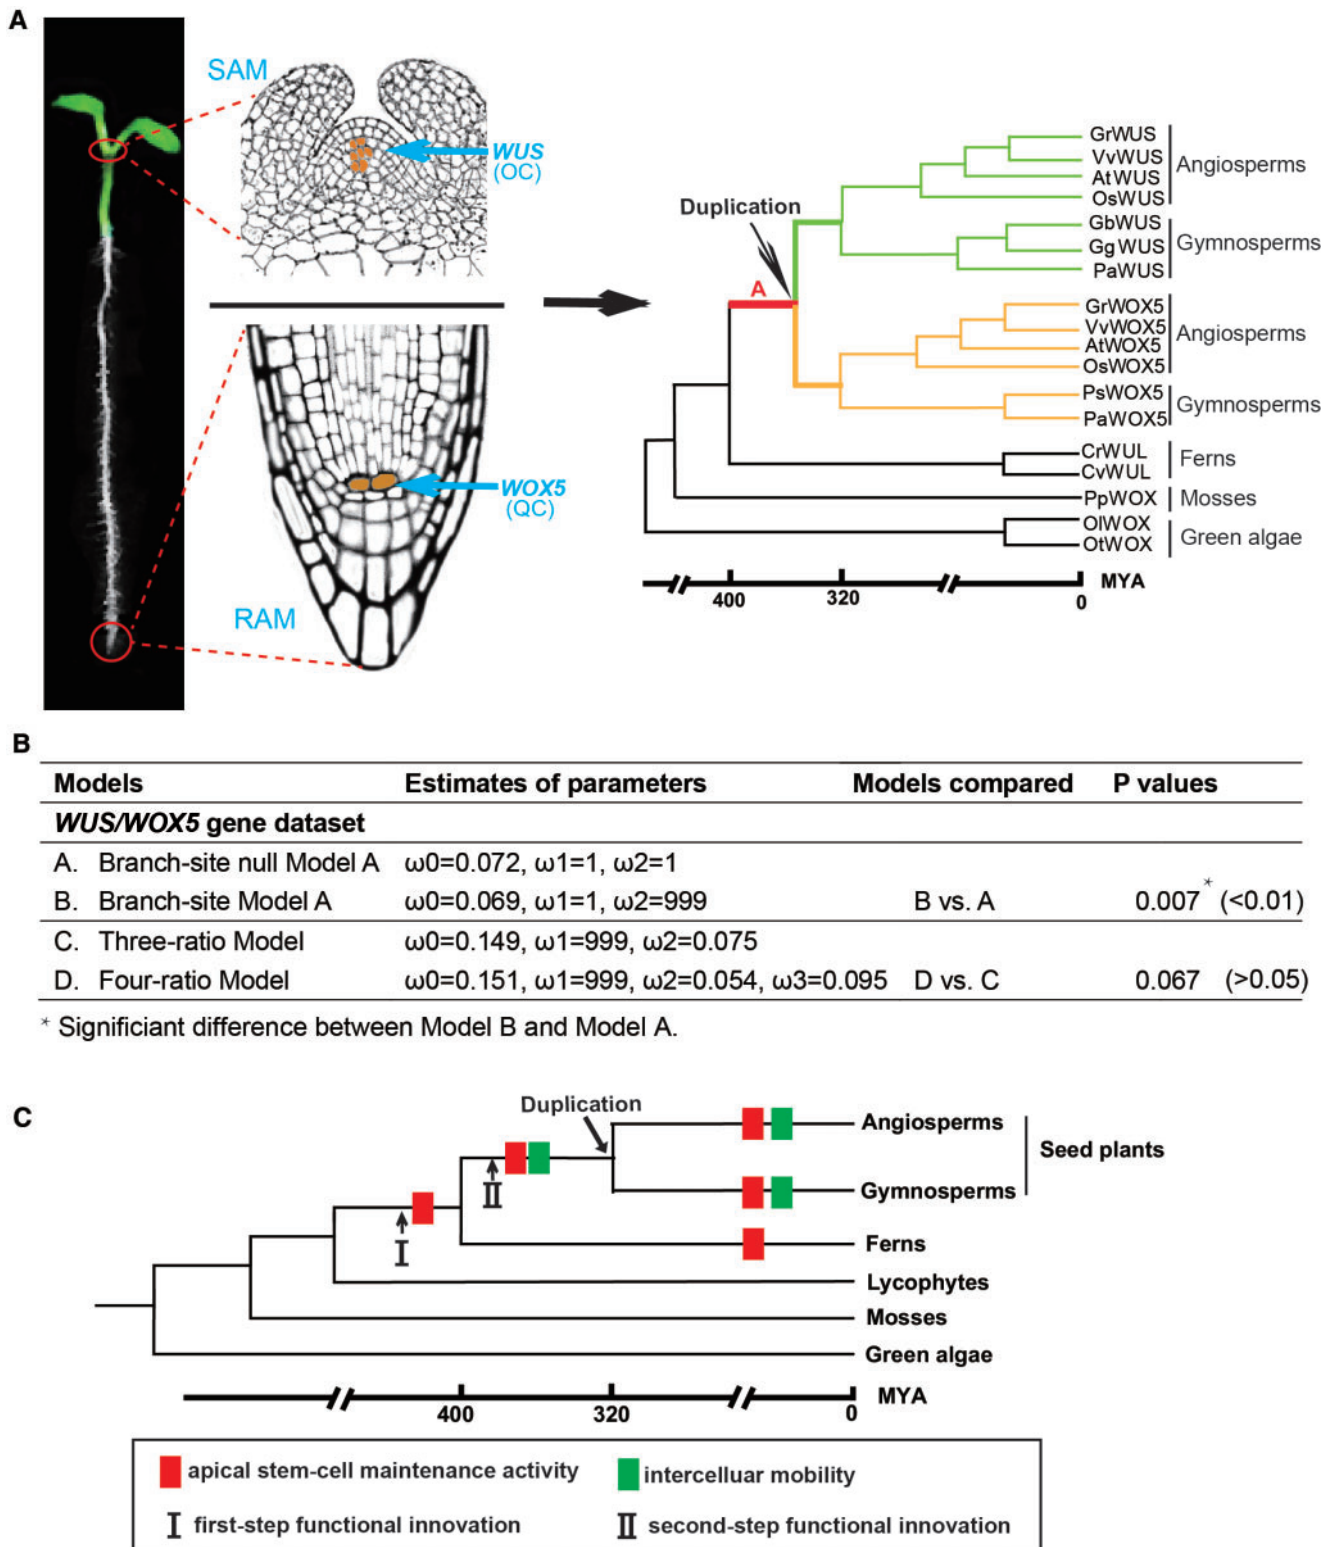 A
SAM
WUS
(OC)
WOX5
(QC)
RAM
Duplication
A
GrWUS
VvWUS
AtWUS
OsWUS
Angiosperms
GbWUS
GgWUS
PaWUS
Gymnosperms
GrWOX5
VvWOX5
AtWOX5
OsWOX5
Angiosperms
PsWOX5
PaWOX5
Gymnosperms
CrWUL
CvWUL
Ferns
PpWOX
Mosses
OlWOX
OtWOX
Green algae
400 320 0 MYA
B
Models Estimates of parameters Models compared P values
WUS/WOX5 gene dataset
A. Branch-site null Model A ω0=0.072, ω1=1, ω2=1
B. Branch-site Model A ω0=0.069, ω1=1, ω2=999 B vs. A 0.007* (<0.01)
C. Three-ratio Model ω0=0.149, ω1=999, ω2=0.075
D. Four-ratio Model ω0=0.151, ω1=999, ω2=0.054, ω3=0.095 D vs. C 0.067 (>0.05)
* Significiant difference between Model B and Model A.
C
Duplication
II
I
Angiosperms
Gymnosperms
Seed plants
Ferns
Lycophytes
Mosses
Green algae
400 320 0 MYA
apical stem-cell maintenance activity
intercelluar mobility
I first-step functional innovation
II second-step functional innovation